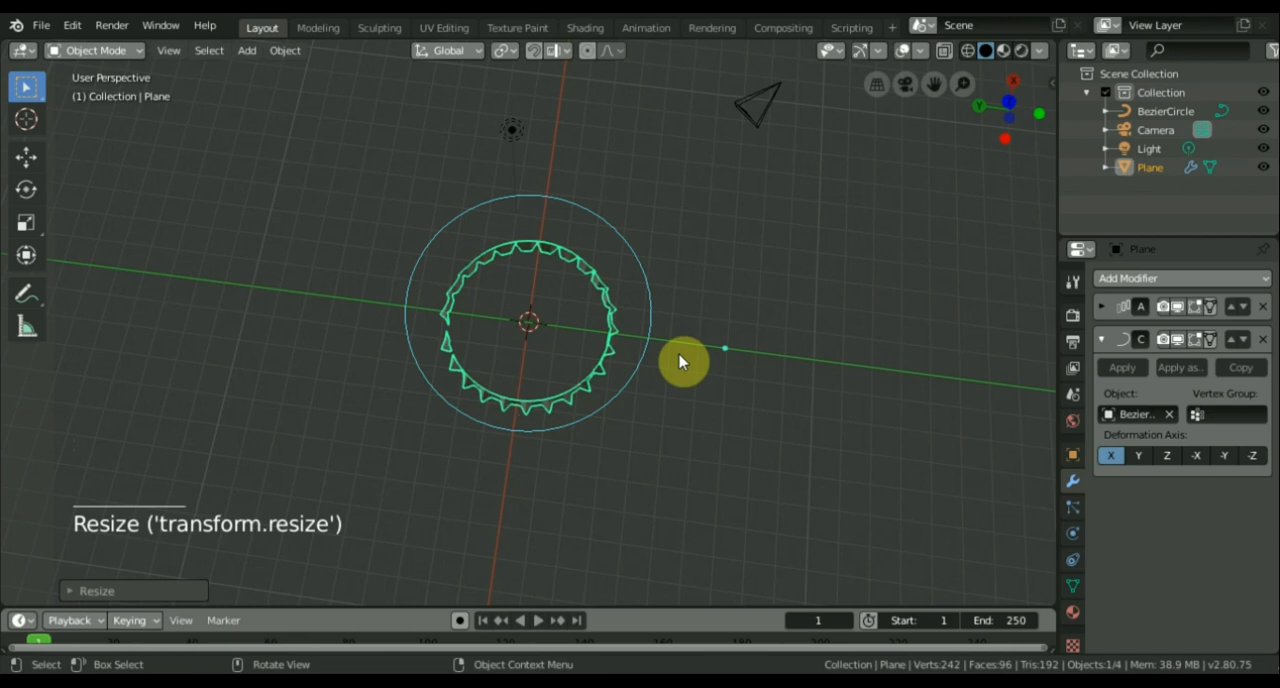 File Edit Render Window Help Layout Modeling Sculpting UV Editing Texture Paint Shading Animation Rendering Compositing Scripting + Scene View Layer
Object Mode View Select Add Object Global
User Perspective
(1) Collection | Plane
Scene Collection
Collection
BezierCircle
Camera
Light
Plane
Plane
Add Modifier
A
C
Apply Apply as.. Copy
Object: Vertex Group:
Bezier..
Deformation Axis:
X Y Z -X -Y -Z
Resize ('transform.resize')
Resize
Playback Keying View Marker 1 Start: 1 End: 250
1
Select Box Select Rotate View Object Context Menu Collection | Plane | Verts:242 | Faces:96 | Tris:192 | Objects:1/4 | Mem: 38.9 MB | v2.80.75